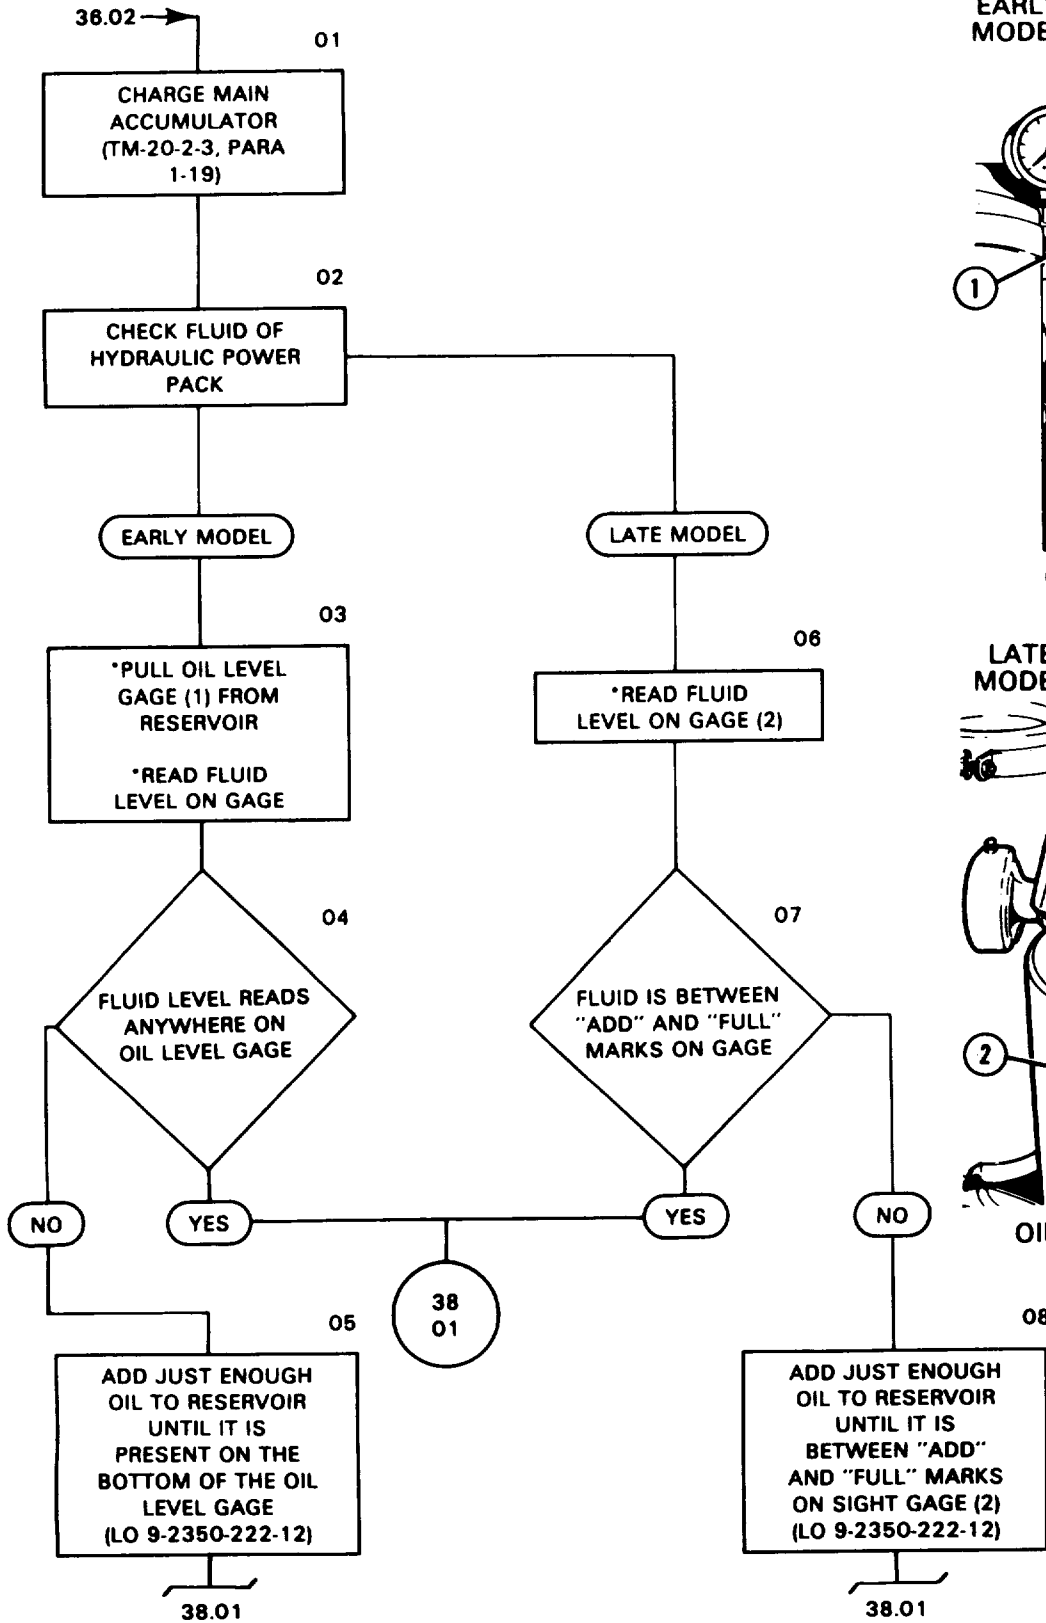 36.02
01
CHARGE MAIN
ACCUMULATOR
(TM-20-2-3, PARA
1-19)
02
CHECK FLUID OF
HYDRAULIC POWER
PACK
EARLY MODEL
LATE MODEL
03
*PULL OIL LEVEL
GAGE (1) FROM
RESERVOIR
*READ FLUID
LEVEL ON GAGE
06
*READ FLUID
LEVEL ON GAGE (2)
04
FLUID LEVEL READS
ANYWHERE ON
OIL LEVEL GAGE
07
FLUID IS BETWEEN
"ADD" AND "FULL"
MARKS ON GAGE
NO
YES
YES
NO
38
01
05
ADD JUST ENOUGH
OIL TO RESERVOIR
UNTIL IT IS
PRESENT ON THE
BOTTOM OF THE OIL
LEVEL GAGE
(LO 9-2350-222-12)
38.01
08
ADD JUST ENOUGH
OIL TO RESERVOIR
UNTIL IT IS
BETWEEN "ADD"
AND "FULL" MARKS
ON SIGHT GAGE (2)
(LO 9-2350-222-12)
38.01
1
2